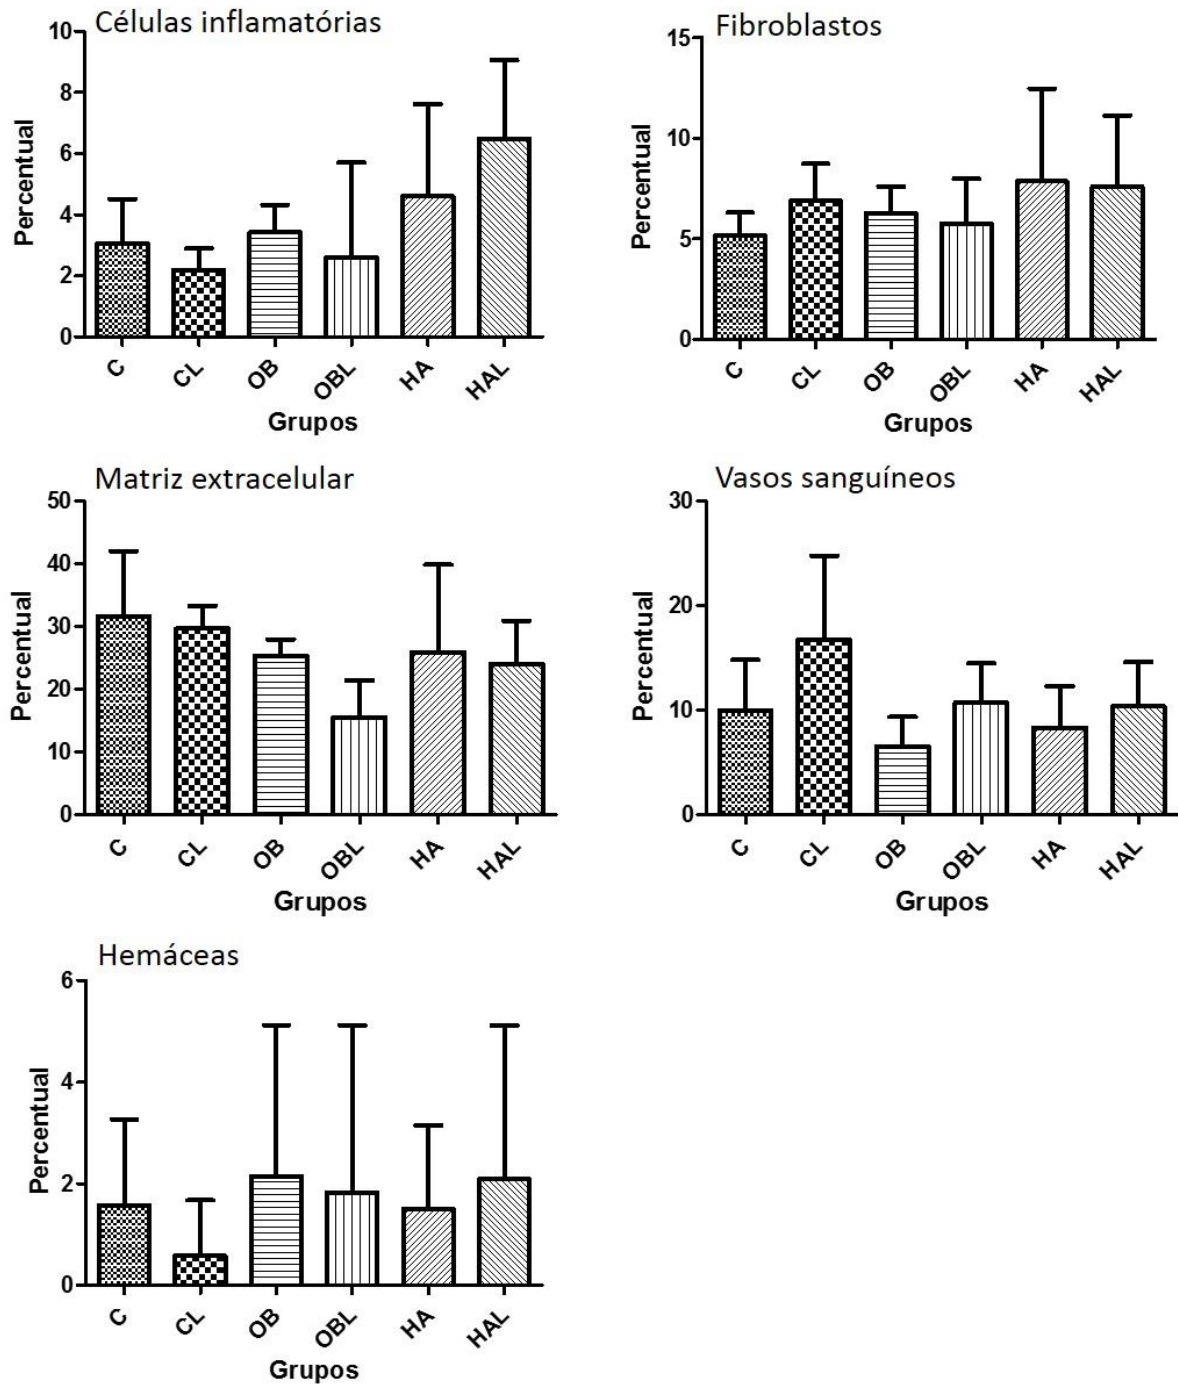 Células inflamatórias
10
8
6
4
2
0
Percentual
C
CL
OB
OBL
HA
HAL
Grupos
Fibroblastos
15
10
5
0
Percentual
C
CL
OB
OBL
HA
HAL
Grupos
Matriz extracelular
50
40
30
20
10
0
Percentual
C
CL
OB
OBL
HA
HAL
Grupos
Vasos sanguíneos
30
20
10
0
Percentual
C
CL
OB
OBL
HA
HAL
Grupos
Hemáceas
6
4
2
0
Percentual
C
CL
OB
OBL
HA
HAL
Grupos